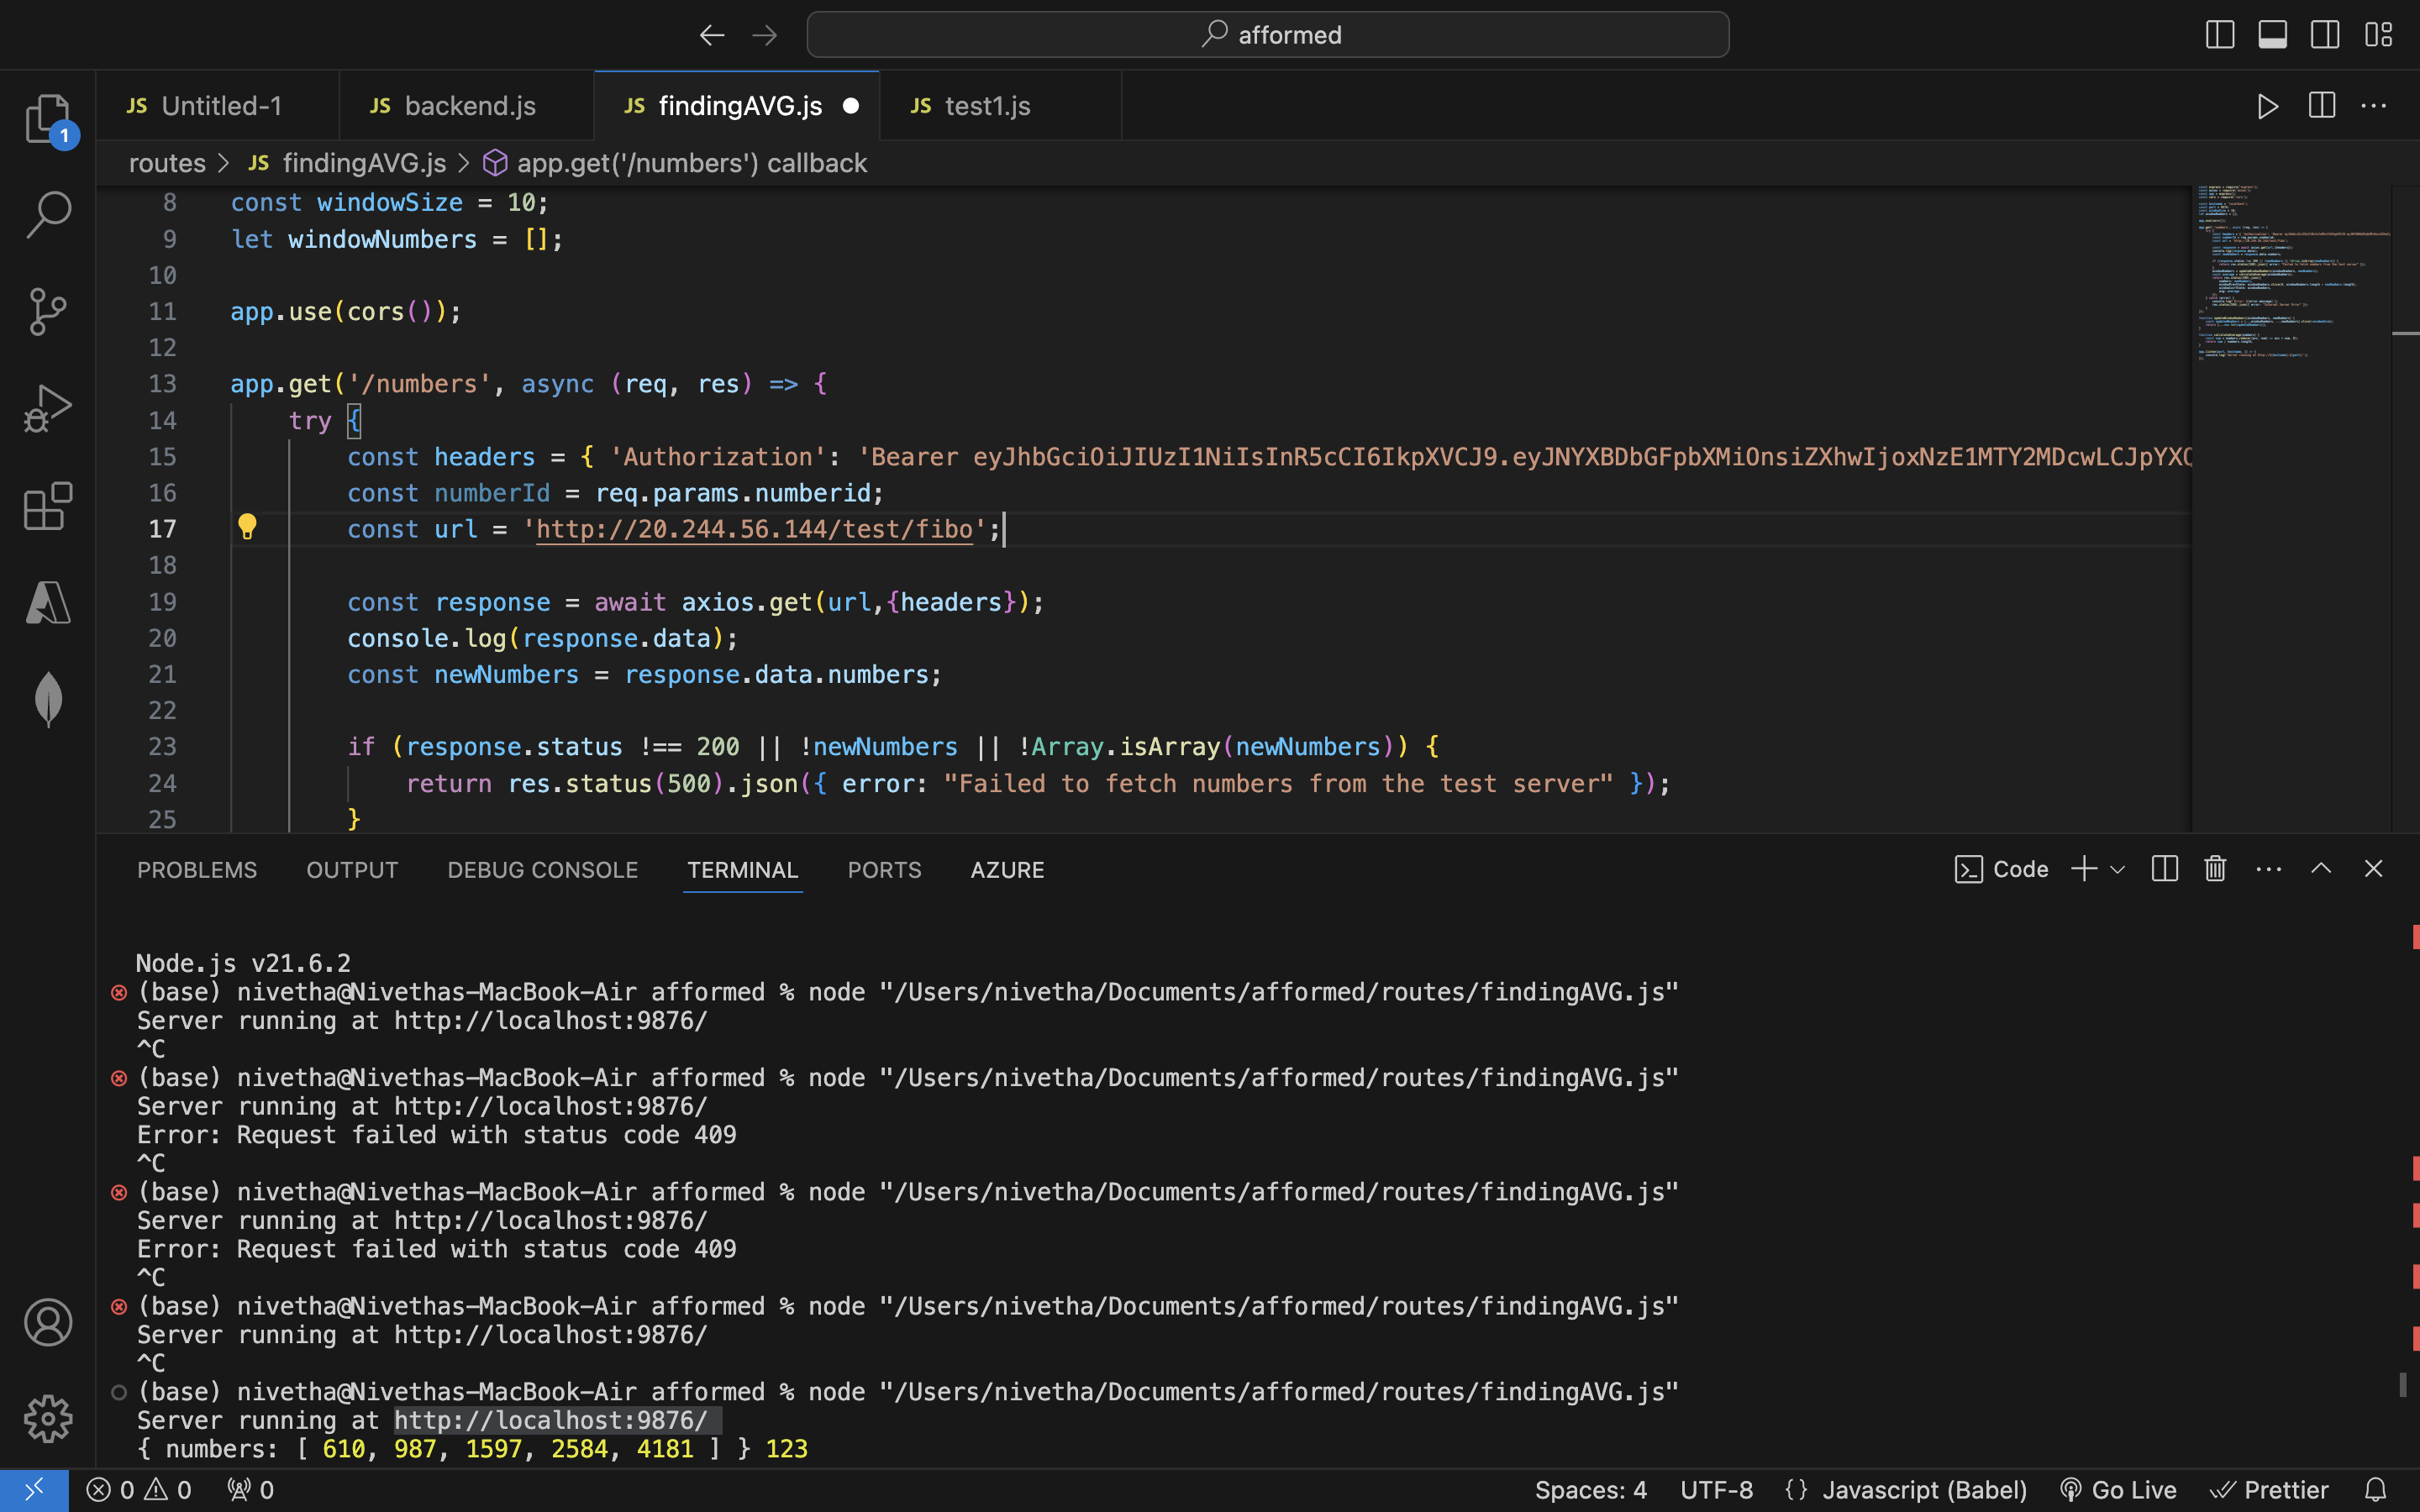 afformed
JS Untitled-1
JS backend.js
JS findingAVG.js
JS test1.js
1
routes > JS findingAVG.js > app.get('/numbers') callback
8 const windowSize = 10;
9 let windowNumbers = [];
10
11 app.use(cors());
12
13 app.get('/numbers', async (req, res) => {
14 try {
15 const headers = { 'Authorization': 'Bearer eyJhbGciOiJIUzI1NiIsInR5cCI6IkpXVCJ9.eyJNYXBDbGFpbXMiOnsiZXhwIjoxNzE1MTY2MDcwLCJpYXQ
16 const numberId = req.params.numberid;
17 const url = 'http://20.244.56.144/test/fibo';
18
19 const response = await axios.get(url,{headers});
20 console.log(response.data);
21 const newNumbers = response.data.numbers;
22
23 if (response.status !== 200 || !newNumbers || !Array.isArray(newNumbers)) {
24 return res.status(500).json({ error: "Failed to fetch numbers from the test server" });
25 }
PROBLEMS OUTPUT DEBUG CONSOLE TERMINAL PORTS AZURE
Code
Node.js v21.6.2
(base) nivetha@Nivethas-MacBook-Air afformed % node "/Users/nivetha/Documents/afformed/routes/findingAVG.js"
Server running at http://localhost:9876/
^C
(base) nivetha@Nivethas-MacBook-Air afformed % node "/Users/nivetha/Documents/afformed/routes/findingAVG.js"
Server running at http://localhost:9876/
Error: Request failed with status code 409
^C
(base) nivetha@Nivethas-MacBook-Air afformed % node "/Users/nivetha/Documents/afformed/routes/findingAVG.js"
Server running at http://localhost:9876/
Error: Request failed with status code 409
^C
(base) nivetha@Nivethas-MacBook-Air afformed % node "/Users/nivetha/Documents/afformed/routes/findingAVG.js"
Server running at http://localhost:9876/
^C
(base) nivetha@Nivethas-MacBook-Air afformed % node "/Users/nivetha/Documents/afformed/routes/findingAVG.js"
Server running at http://localhost:9876/
{ numbers: [ 610, 987, 1597, 2584, 4181 ] } 123
0 0 0 Spaces: 4 UTF-8 {} Javascript (Babel) Go Live Prettier